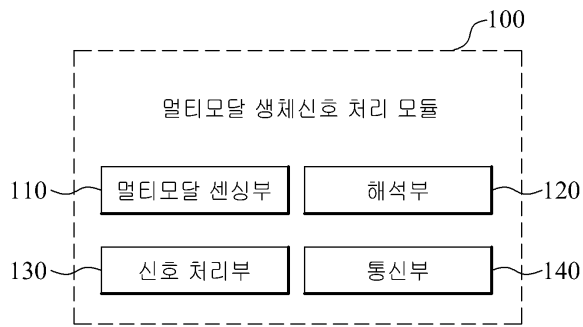 100
멀티모달 생체신호 처리 모듈
110 멀티모달 센싱부 해석부 120
130 신호 처리부 통신부 140